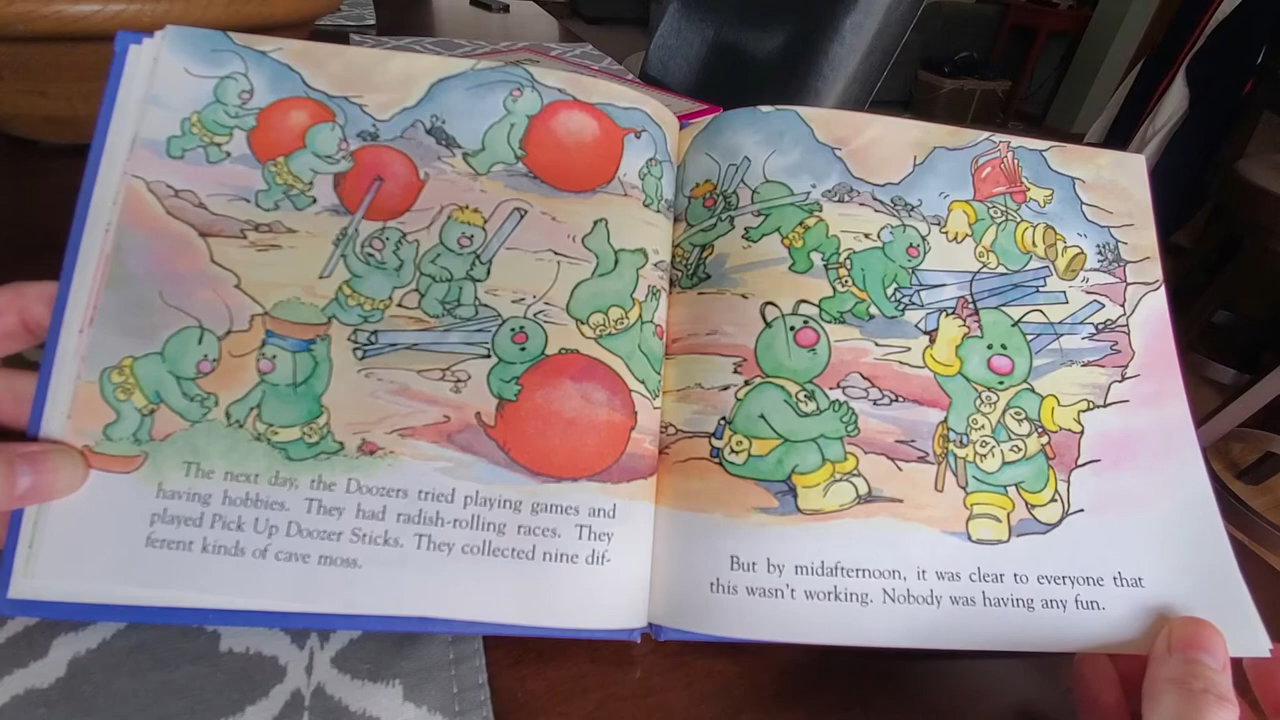 The next day, the Doozers tried playing games and
having hobbies. They had radish-rolling races. They
played Pick Up Doozer Sticks. They collected nine dif-
ferent kinds of cave moss.
But by midafternoon, it was clear to everyone that
this wasn't working. Nobody was having any fun.